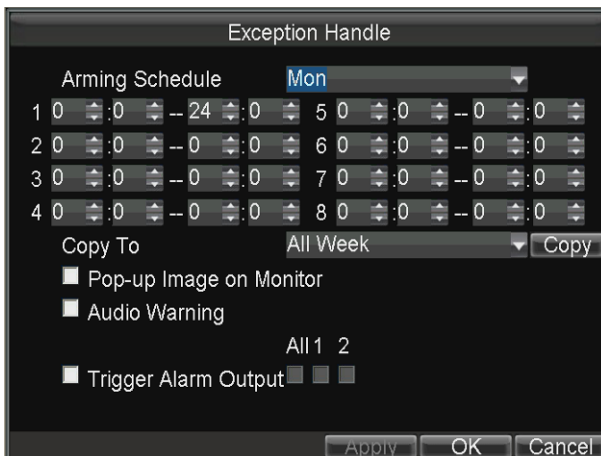 Exception Handle
Arming Schedule Mon
1 0 :0 -- 24 :0 5 0 :0 -- 0 :0
2 0 :0 -- 0 :0 6 0 :0 -- 0 :0
3 0 :0 -- 0 :0 7 0 :0 -- 0 :0
4 0 :0 -- 0 :0 8 0 :0 -- 0 :0
Copy To All Week Copy
Pop-up Image on Monitor
Audio Warning
All 1 2
Trigger Alarm Output
Apply OK Cancel